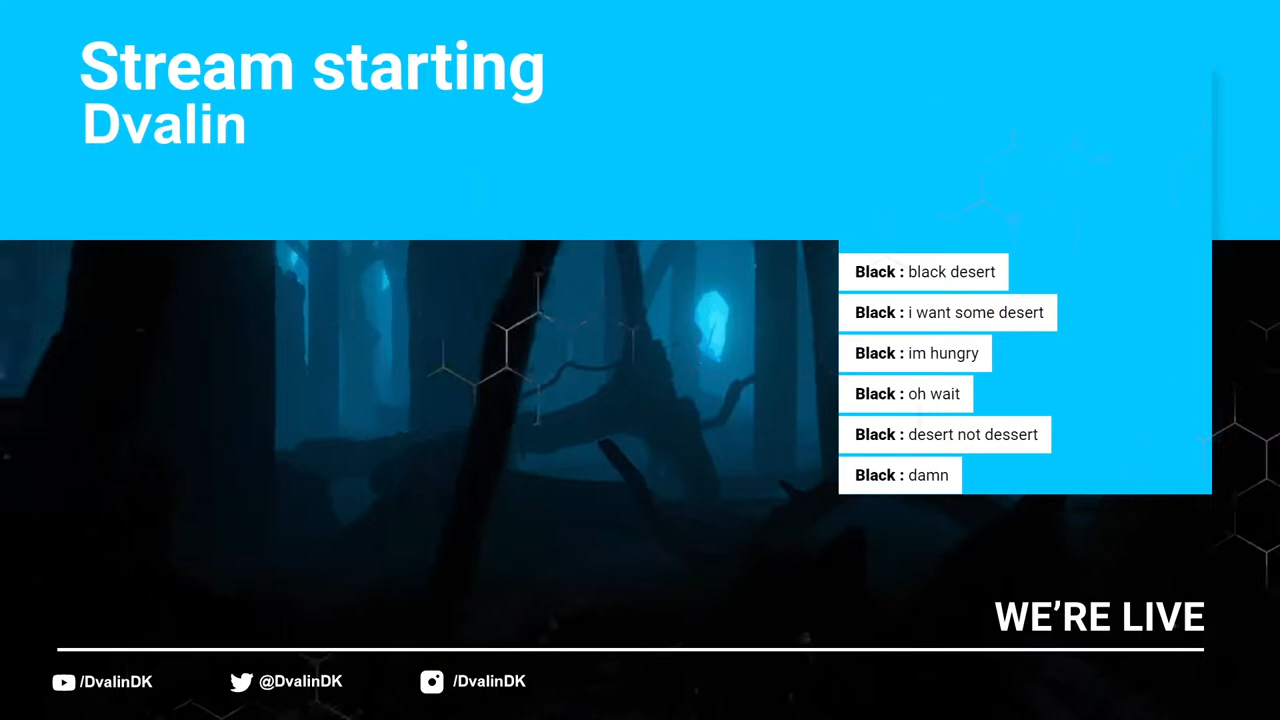 Stream starting
Dvalin
Black : black desert
Black : i want some desert
Black : im hungry
Black : oh wait
Black : desert not dessert
Black : damn
WE’RE LIVE
/DvalinDK @DvalinDK /DvalinDK